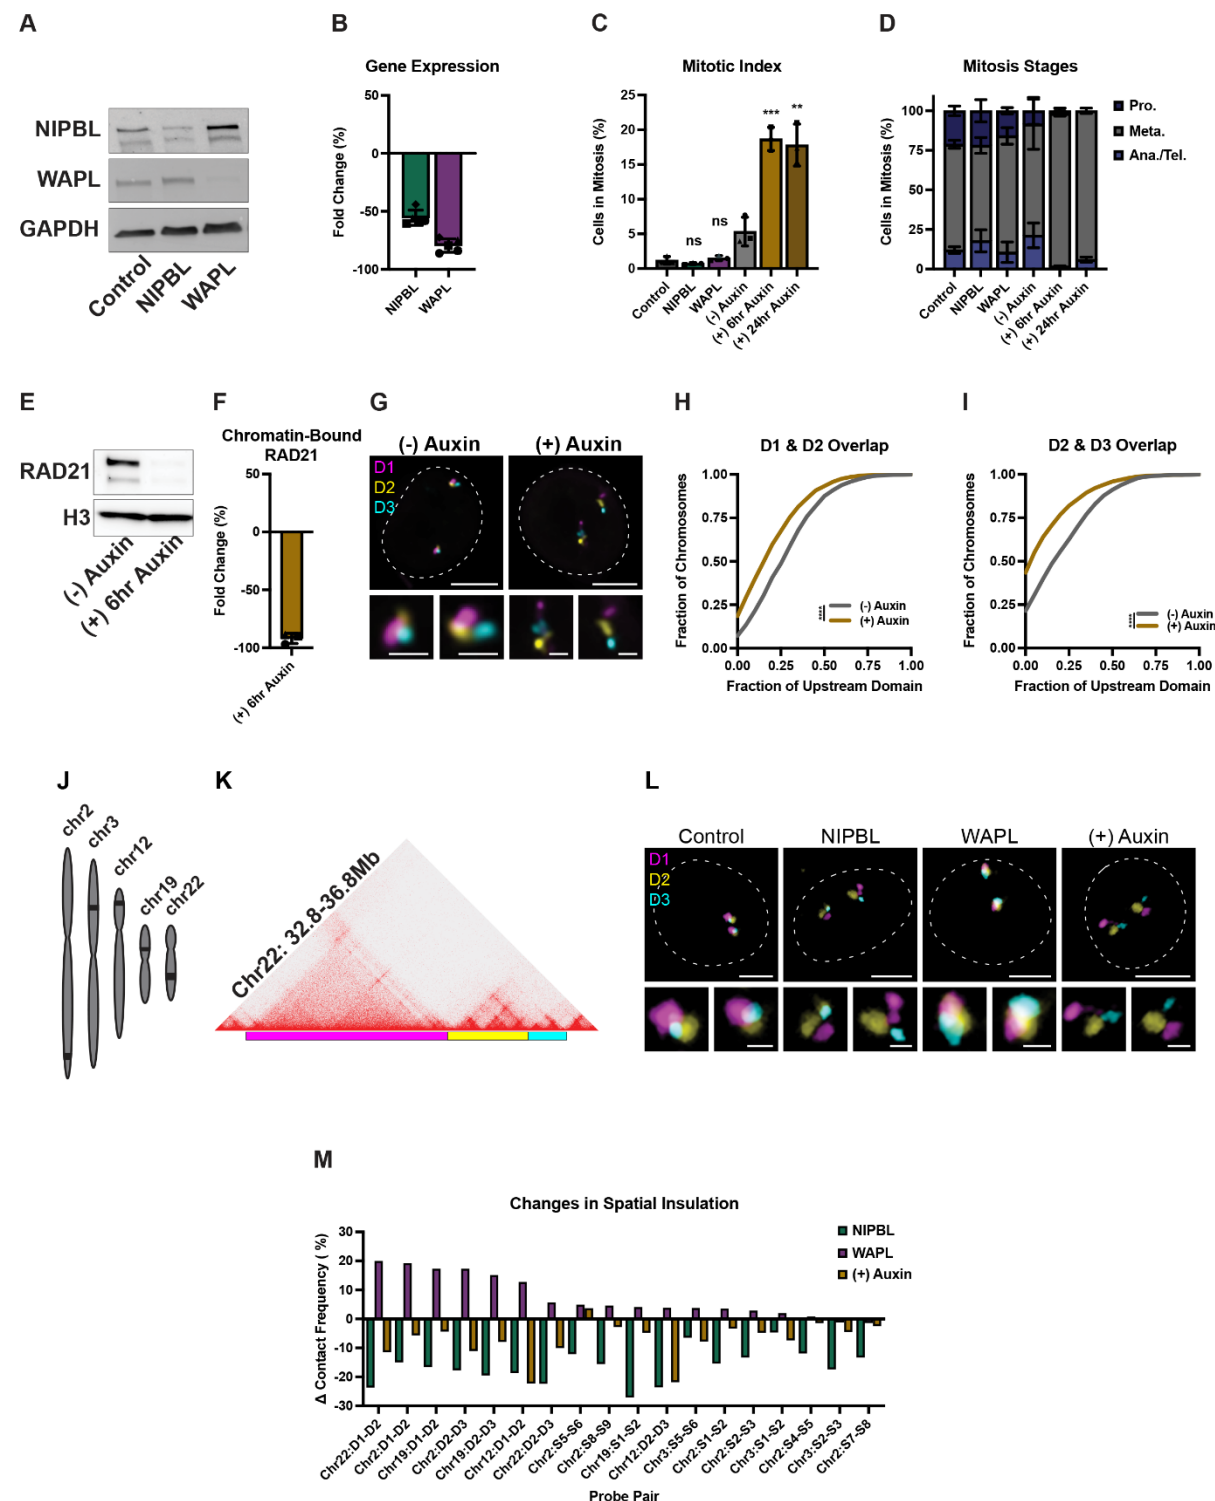 A
NIPBL
WAPL
GAPDH
Control
NIPBL
WAPL
B
Gene Expression
Fold Change (%)
50
0
-50
-100
NIPBL
WAPL
C
Mitotic Index
Cells in Mitosis (%)
25
20
15
10
5
0
ns
ns
***
**
Control
NIPBL
WAPL
(-) Auxin
(+) 6hr Auxin
(+) 24hr Auxin
D
Mitosis Stages
Cells in Mitosis (%)
100
75
50
25
0
Pro.
Meta.
Ana./Tel.
Control
NIPBL
WAPL
(-) Auxin
(+) 6hr Auxin
(+) 24hr Auxin
E
RAD21
H3
(-) Auxin
(+) 6hr Auxin
F
Chromatin-Bound
RAD21
Fold Change (%)
50
0
-50
-100
(+) 6hr Auxin
G
(-) Auxin
(+) Auxin
D1
D2
D3
H
D1 & D2 Overlap
Fraction of Chromosomes
1.00
0.75
0.50
0.25
0.00
****
(-) Auxin
(+) Auxin
0.00 0.25 0.50 0.75 1.00
Fraction of Upstream Domain
I
D2 & D3 Overlap
Fraction of Chromosomes
1.00
0.75
0.50
0.25
0.00
****
(-) Auxin
(+) Auxin
0.00 0.25 0.50 0.75 1.00
Fraction of Upstream Domain
J
chr2
chr3
chr12
chr19
chr22
K
Chr22: 32.8-36.8Mb
L
Control
NIPBL
WAPL
(+) Auxin
D1
D2
D3
M
Changes in Spatial Insulation
Δ Contact Frequency ( %)
30
20
10
0
-10
-20
-30
NIPBL
WAPL
(+) Auxin
Chr22:D1-D2
Chr2:D1-D2
Chr19:D1-D2
Chr2:D2-D3
Chr19:D2-D3
Chr12:D1-D2
Chr22:D2-D3
Chr2:S5-S6
Chr2:S8-S9
Chr19:S1-S2
Chr12:D2-D3
Chr3:S5-S6
Chr2:S1-S2
Chr2:S2-S3
Chr3:S1-S2
Chr2:S4-S5
Chr3:S2-S3
Chr2:S7-S8
Probe Pair